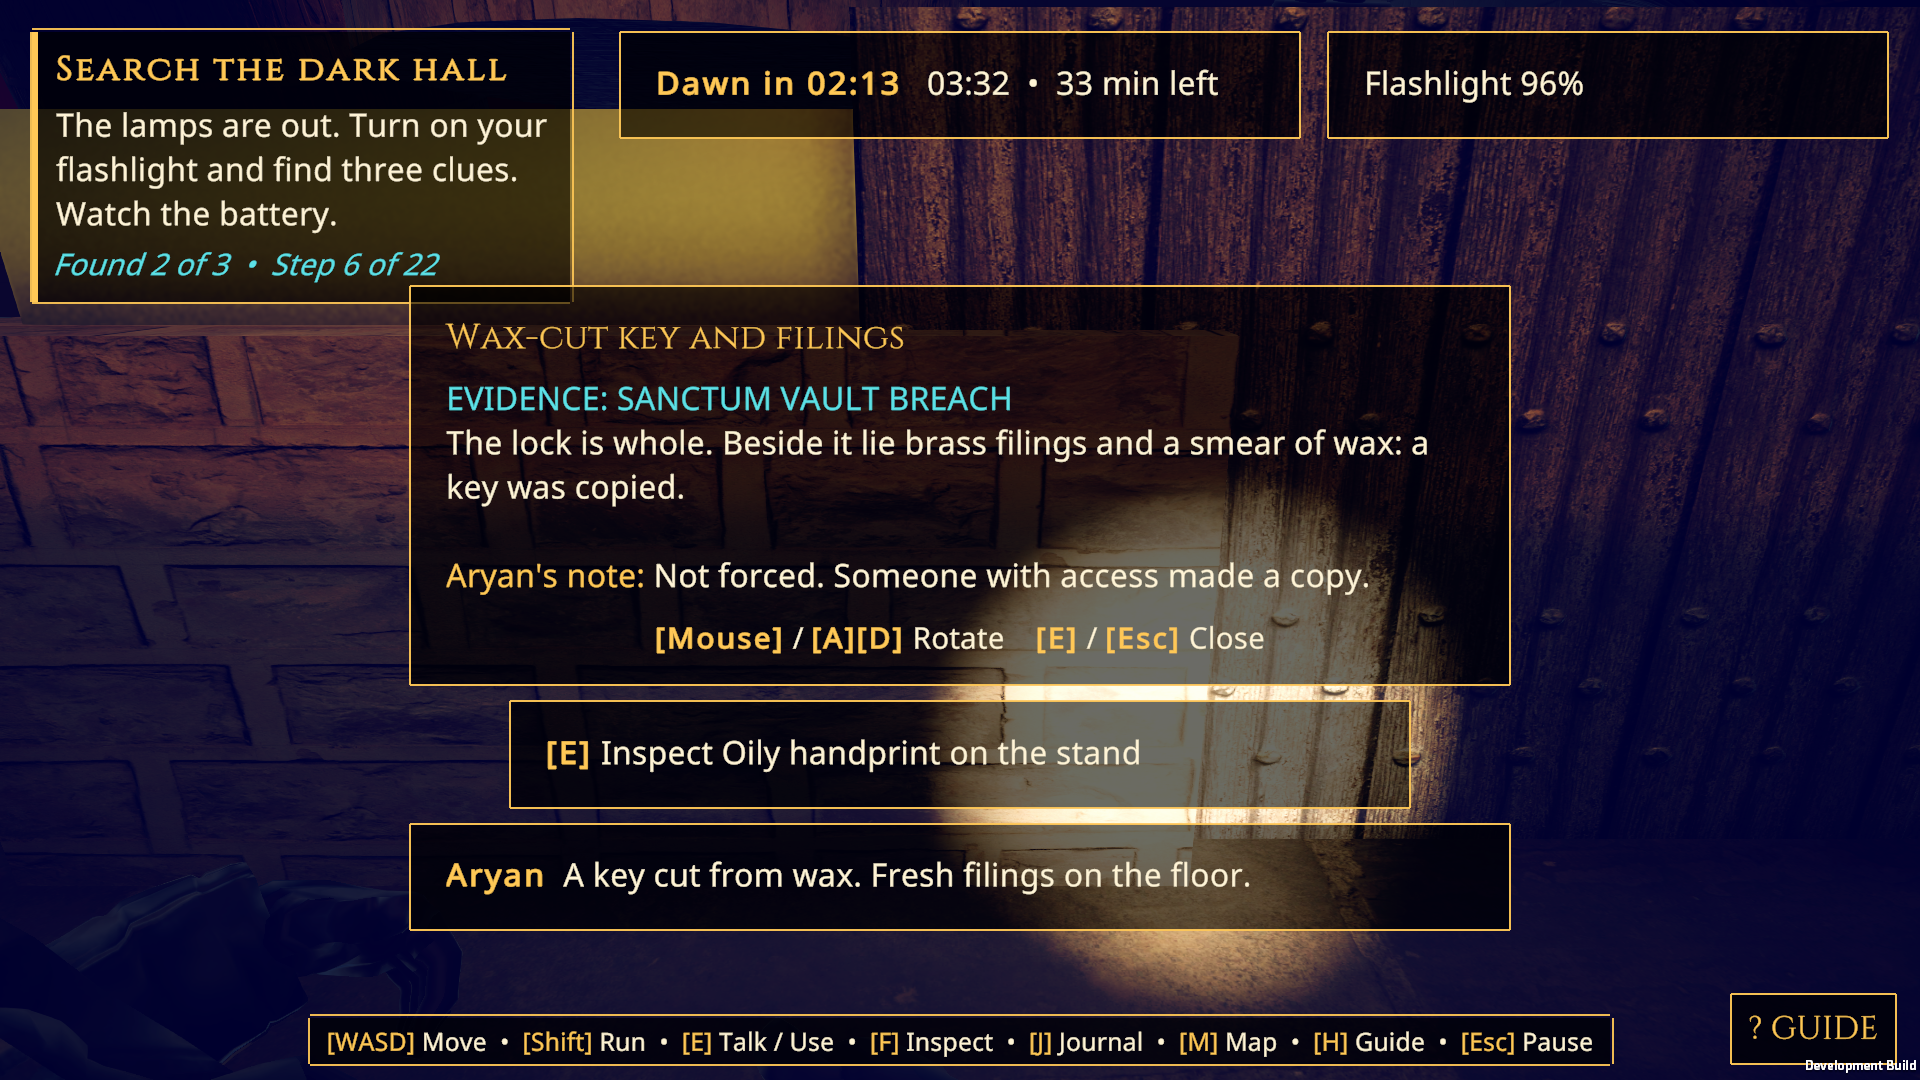 SEARCH THE DARK HALL
The lamps are out. Turn on your
flashlight and find three clues.
Watch the battery.
Found 2 of 3 • Step 6 of 22
Dawn in 02:13 03:32 • 33 min left
Flashlight 96%
WAX-CUT KEY AND FILINGS
EVIDENCE: SANCTUM VAULT BREACH
The lock is whole. Beside it lie brass filings and a smear of wax: a
key was copied.
Aryan's note: Not forced. Someone with access made a copy.
[Mouse] / [A][D] Rotate [E] / [Esc] Close
[E] Inspect Oily handprint on the stand
Aryan A key cut from wax. Fresh filings on the floor.
[WASD] Move • [Shift] Run • [E] Talk / Use • [F] Inspect • [J] Journal • [M] Map • [H] Guide • [Esc] Pause
? GUIDE
Development Build